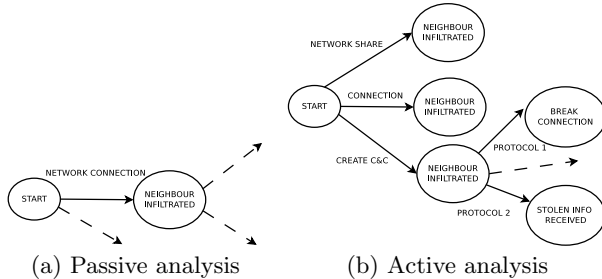 START
NETWORK CONNECTION
NEIGHBOUR
INFILTRATED
(a) Passive analysis
START
NETWORK SHARE
NEIGHBOUR
INFILTRATED
CONNECTION
NEIGHBOUR
INFILTRATED
CREATE C&C
NEIGHBOUR
INFILTRATED
PROTOCOL 1
BREAK
CONNECTION
PROTOCOL 2
STOLEN INFO
RECEIVED
(b) Active analysis